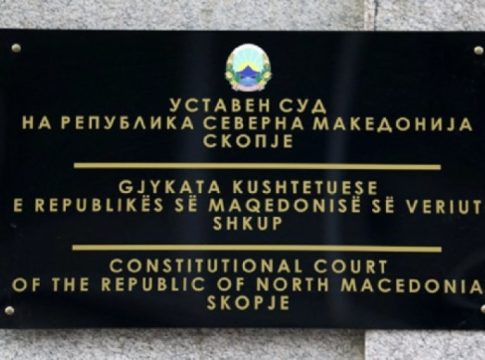 УСТАВЕН СУД
НА РЕПУБЛИКА СЕВЕРНА МАКЕДОНИЈА
СКОПЈЕ
GJYKATA KUSHTETUESE
E REPUBLIKËS SË MAQEDONISË SË VERIUT
SHKUP
CONSTITUTIONAL COURT
OF THE REPUBLIC OF NORTH MACEDONIA
SKOPJE